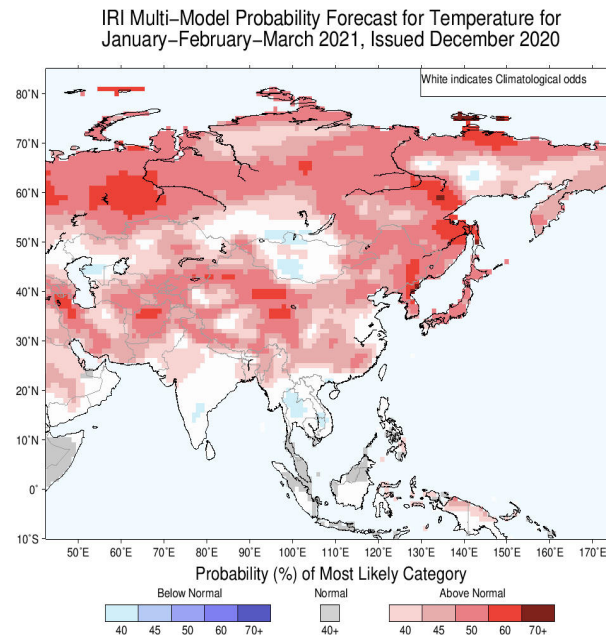 IRI Multi-Model Probability Forecast for Temperature for
January-February-March 2021, Issued December 2020
White indicates Climatological odds
80°N
70°N
60°N
50°N
40°N
30°N
20°N
10°N
0°
10°S
50°E 60°E 70°E 80°E 90°E 100°E 110°E 120°E 130°E 140°E 150°E 160°E 170°E
Probability (%) of Most Likely Category
Below Normal Normal Above Normal
40 45 50 60 70+ 40+ 40 45 50 60 70+